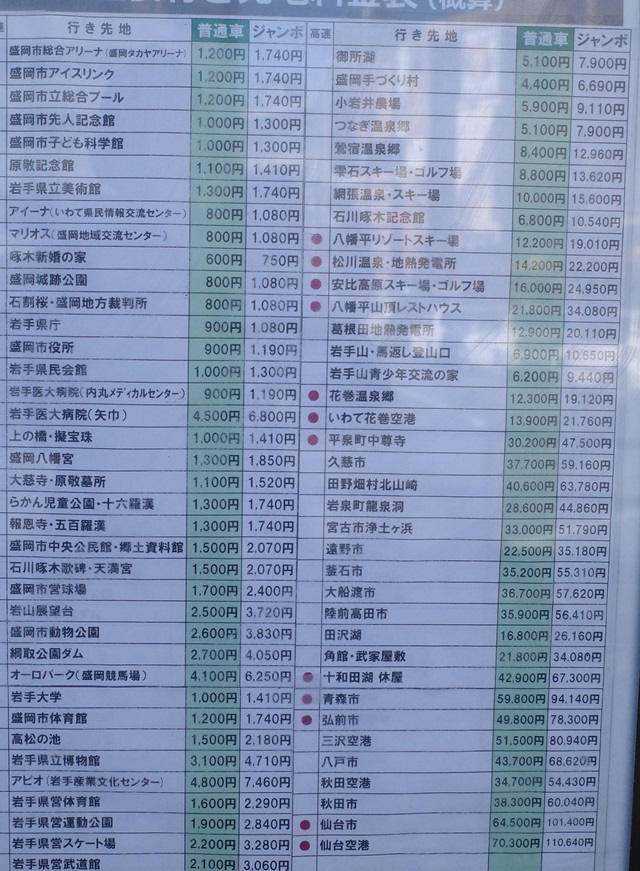 (概算)
行き先地 普通車 ジャンボ
盛岡市総合アリーナ(盛岡タカヤアリーナ) 1,200円 1,740円
盛岡市アイスリンク 1,200円 1,740円
盛岡市立総合プール 1,200円 1,740円
盛岡市先人記念館 1,000円 1,300円
盛岡市子ども科学館 1,000円 1,300円
原敬記念館 1,100円 1,410円
岩手県立美術館 1,300円 1,740円
アイーナ(いわて県民情報交流センター) 800円 1,080円
マリオス(盛岡地域交流センター) 800円 1,080円
啄木新婚の家 600円 750円
盛岡城跡公園 800円 1,080円
石割桜・盛岡地方裁判所 800円 1,080円
岩手県庁 900円 1,080円
盛岡市役所 900円 1,190円
岩手県民会館 1,000円 1,300円
岩手医大病院(内丸メディカルセンター) 900円 1,190円
岩手医大病院(矢巾) 4,500円 6,800円
上の橋・擬宝珠 1,000円 1,410円
盛岡八幡宮 1,300円 1,850円
大慈寺・原敬墓所 1,100円 1,520円
らかん児童公園・十六羅漢 1,300円 1,740円
報恩寺・五百羅漢 1,300円 1,740円
盛岡市中央公民館・郷土資料館 1,500円 2,070円
石川啄木歌碑・天満宮 1,500円 2,070円
盛岡市営球場 1,700円 2,400円
岩山展望台 2,500円 3,720円
盛岡市動物公園 2,600円 3,830円
綱取公園ダム 2,700円 4,050円
オーロパーク(盛岡競馬場) 4,100円 6,250円
岩手大学 1,000円 1,410円
盛岡市体育館 1,200円 1,740円
高松の池 1,500円 2,180円
岩手県立博物館 3,100円 4,710円
アピオ(岩手産業文化センター) 4,800円 7,460円
岩手県営体育館 1,600円 2,290円
岩手県営運動公園 1,900円 2,840円
岩手県営スケート場 2,200円 3,280円
岩手県営武道館 2,100円 3,060円
高速 行き先地 普通車 ジャンボ
御所湖 5,100円 7,900円
盛岡手づくり村 4,400円 6,690円
小岩井農場 5,900円 9,110円
つなぎ温泉郷 5,100円 7,900円
鶯宿温泉郷 8,400円 12,960円
雫石スキー場・ゴルフ場 8,800円 13,620円
網張温泉・スキー場 10,000円 15,600円
石川啄木記念館 6,800円 10,540円
● 八幡平リゾートスキー場 12,200円 19,010円
● 松川温泉・地熱発電所 14,200円 22,200円
● 安比高原スキー場・ゴルフ場 16,000円 24,950円
● 八幡平山頂レストハウス 21,800円 34,080円
葛根田地熱発電所 12,900円 20,110円
岩手山・馬返し登山口 6,900円 10,650円
岩手山青少年交流の家 6,200円 9,440円
● 花巻温泉郷 12,300円 19,120円
● いわて花巻空港 13,900円 21,760円
● 平泉町中尊寺 30,200円 47,500円
久慈市 37,700円 59,160円
田野畑村北山崎 40,600円 63,780円
岩泉町龍泉洞 28,600円 44,860円
宮古市浄土ヶ浜 33,000円 51,790円
遠野市 22,500円 35,180円
釜石市 35,200円 55,310円
大船渡市 36,700円 57,620円
陸前高田市 35,900円 56,410円
田沢湖 16,800円 26,160円
角館・武家屋敷 21,800円 34,080円
● 十和田湖 休屋 42,900円 67,300円
● 青森市 59,800円 94,140円
● 弘前市 49,800円 78,300円
三沢空港 51,500円 80,940円
八戸市 43,700円 68,620円
秋田空港 34,700円 54,430円
秋田市 38,300円 60,040円
● 仙台市 64,500円 101,400円
● 仙台空港 70,300円 110,640円